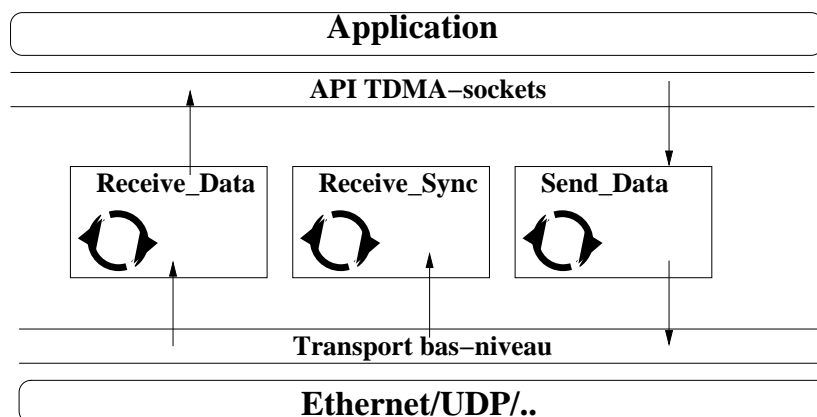 Application
API TDMA−sockets
Receive_Data Receive_Sync Send_Data
Transport bas−niveau
Ethernet/UDP/..